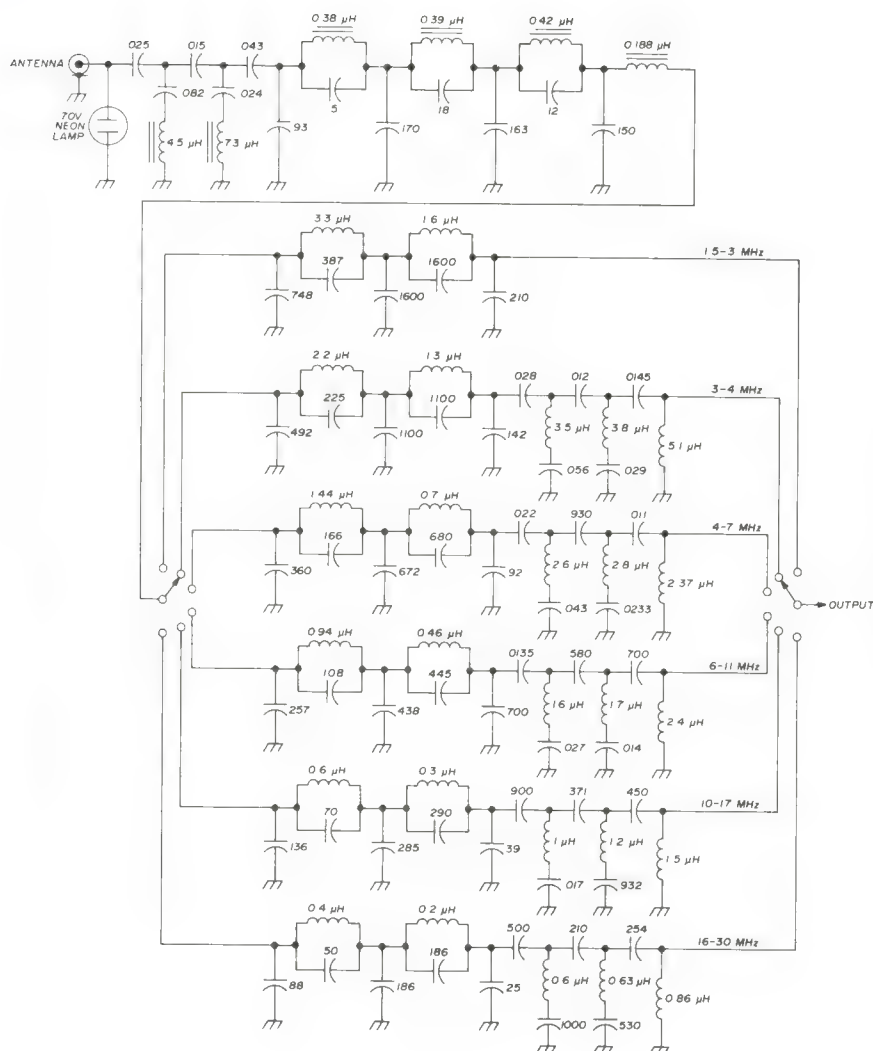 ANTENNA
70V
NEON
LAMP
025
015
043
082
024
4.5 µH
7.3 µH
93
0.38 µH
5
170
0.39 µH
18
163
0.42 µH
12
150
0.188 µH
3.3 µH
387
748
1600
1.6 µH
1600
210
1.5-3 MHz
2.2 µH
225
492
1100
1.3 µH
1100
142
028
012
0145
3.5 µH
3.8 µH
5.1 µH
056
029
3-4 MHz
1.44 µH
166
360
672
0.7 µH
680
92
022
930
011
2.6 µH
2.8 µH
2.37 µH
043
0233
4-7 MHz
OUTPUT
0.94 µH
108
257
438
0.46 µH
445
700
0135
580
700
1.6 µH
1.7 µH
2.4 µH
027
014
6-11 MHz
0.6 µH
70
136
285
0.3 µH
290
39
900
371
450
1 µH
1.2 µH
1.5 µH
017
932
10-17 MHz
0.4 µH
50
88
186
0.2 µH
186
25
500
210
254
0.6 µH
0.63 µH
0.86 µH
1000
530
16-30 MHz